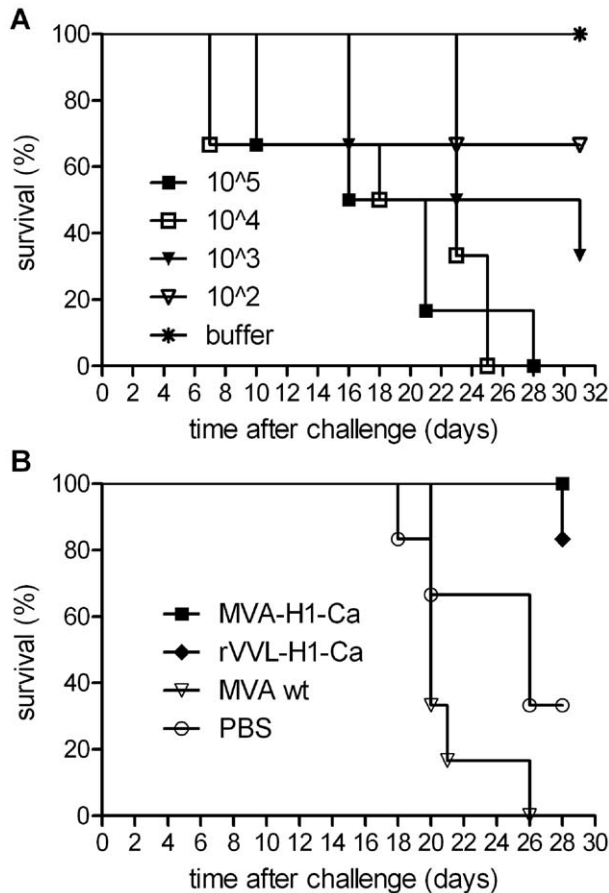 A
survival (%)
100
80
60
40
20
0
10^5
10^4
10^3
10^2
buffer
0 2 4 6 8 10 12 14 16 18 20 22 24 26 28 30 32
time after challenge (days)
B
survival (%)
100
80
60
40
20
0
MVA-H1-Ca
rVVL-H1-Ca
MVA wt
PBS
0 2 4 6 8 10 12 14 16 18 20 22 24 26 28 30
time after challenge (days)